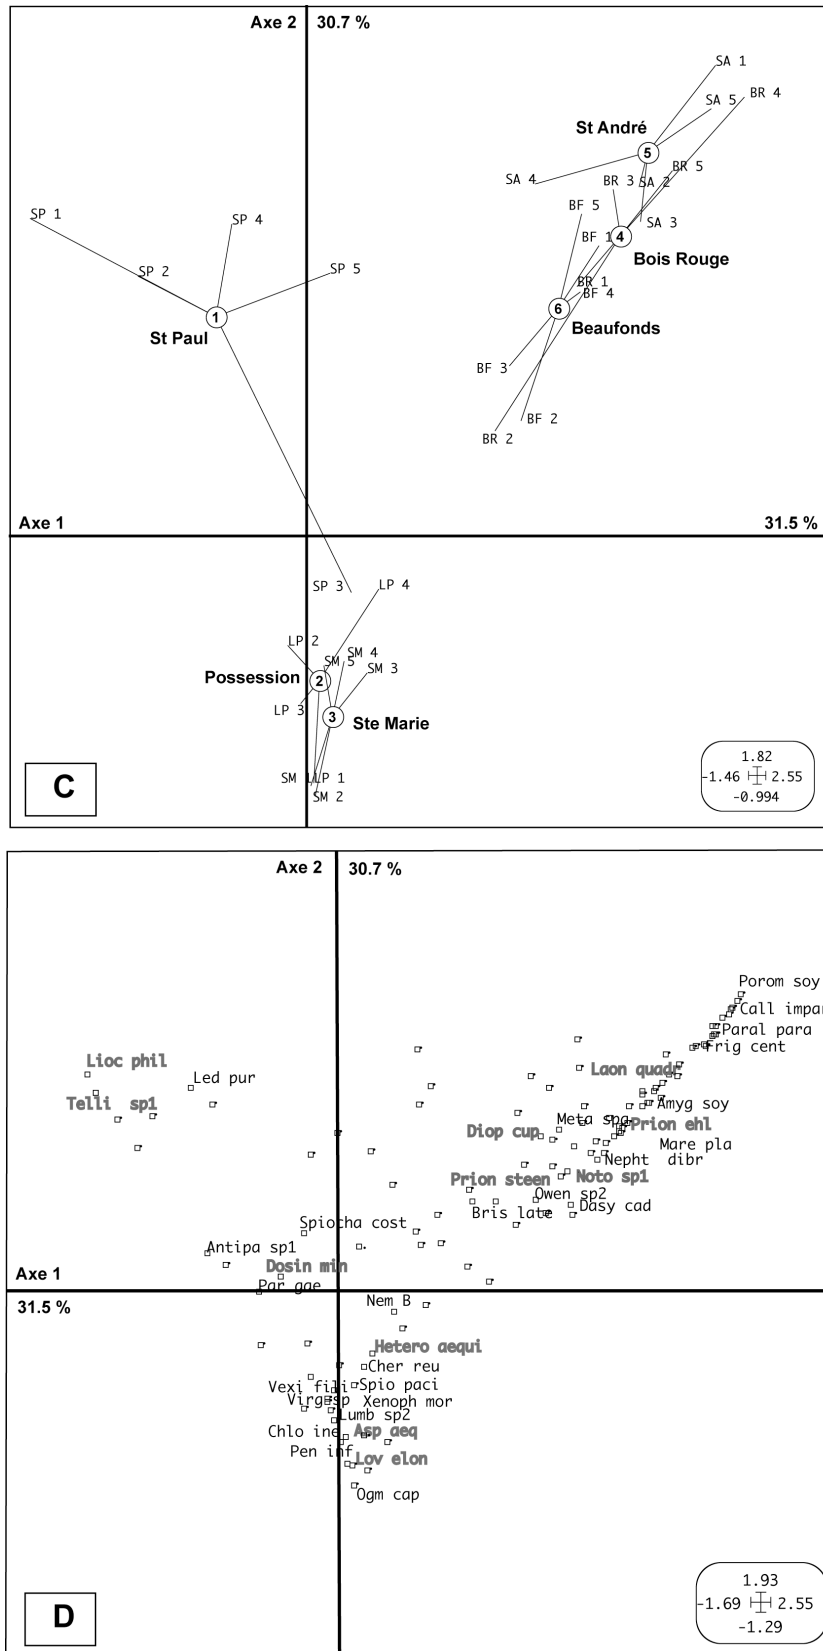 Axe 2 30.7 %
SA 1
BR 4
SA 5
St André
5
BR 5
SA 4
BR 3 SA 2
SP 1
SP 4
BF 5
SA 3
BF 1 4
Bois Rouge
SP 2
SP 5
BR 1
BF 4
1
6
St Paul
Beaufonds
BF 3
BF 2
BR 2
Axe 1
31.5 %
SP 3
LP 4
LP 2
SM 4
SM 5
SM 3
Possession 2
LP 3
3 Ste Marie
SM 1 LP 1
SM 2
C
1.82
-1.46 2.55
-0.994
Axe 2 30.7 %
Porom soy
Call impar
Paral para
Frig cent
Lioc phil
Laon quadr
Led pur
Telli sp1
Amyg soy
Meta spa
Prion ehl
Diop cup
Mare pla
Nepht dibr
Prion steen
Noto sp1
Owen sp2
Dasy cad
Bris late
Spiocha cost
Antipa sp1
Dosin min
Axe 1
Par gae
31.5 %
Nem B
Hetero aequi
Cher reu
Vexi fili
Spio paci
Virg sp
Xenoph mor
Lumb sp2
Chlo ine
Asp aeq
Pen inf
Lov elon
Ogm cap
D
1.93
-1.69 2.55
-1.29